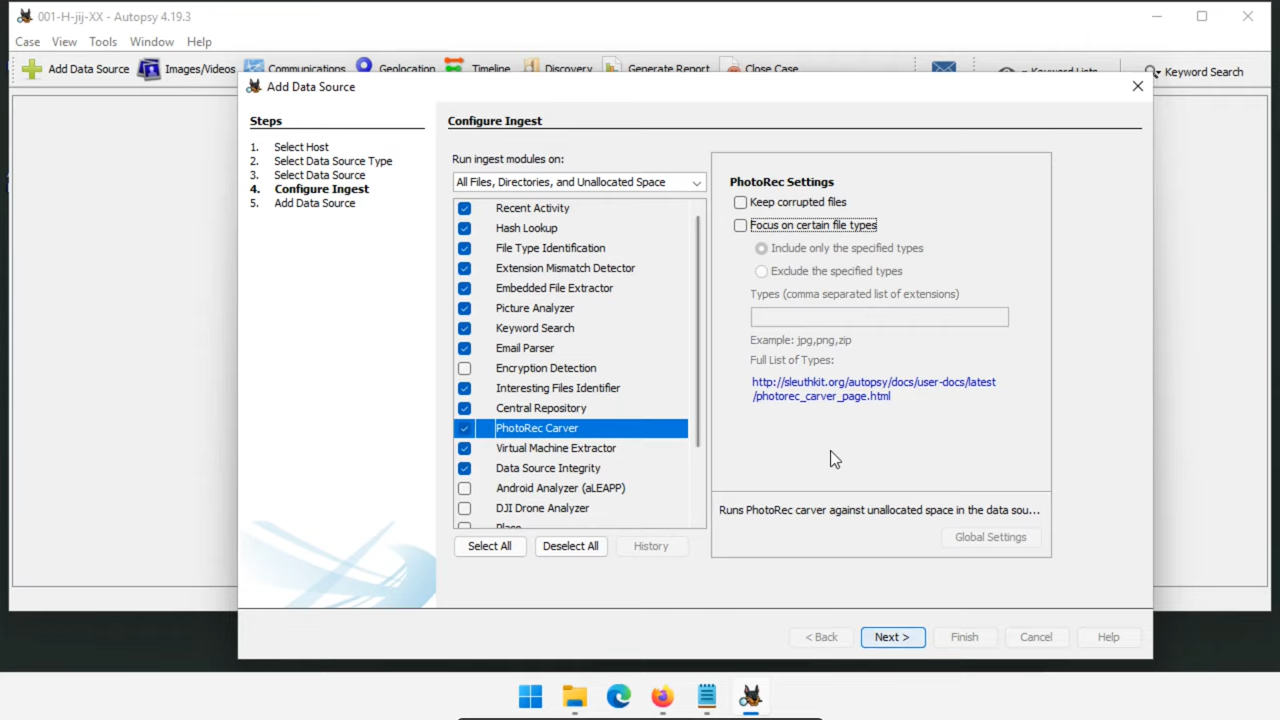 001-H-jij-XX - Autopsy 4.19.3
Case View Tools Window Help
Add Data Source Images/Videos Communications Geolocation Timeline Discovery Generate Report Close Case Keyword Lists Keyword Search
Add Data Source
Steps
1. Select Host
2. Select Data Source Type
3. Select Data Source
4. Configure Ingest
5. Add Data Source
Configure Ingest
Run ingest modules on:
All Files, Directories, and Unallocated Space
Recent Activity
Hash Lookup
File Type Identification
Extension Mismatch Detector
Embedded File Extractor
Picture Analyzer
Keyword Search
Email Parser
Encryption Detection
Interesting Files Identifier
Central Repository
PhotoRec Carver
Virtual Machine Extractor
Data Source Integrity
Android Analyzer (aLEAPP)
DJI Drone Analyzer
Select All Deselect All History
PhotoRec Settings
Keep corrupted files
Focus on certain file types
Include only the specified types
Exclude the specified types
Types (comma separated list of extensions)
Example: jpg,png,zip
Full List of Types:
http://sleuthkit.org/autopsy/docs/user-docs/latest
/photorec_carver_page.html
Runs PhotoRec carver against unallocated space in the data sou...
Global Settings
< Back Next > Finish Cancel Help